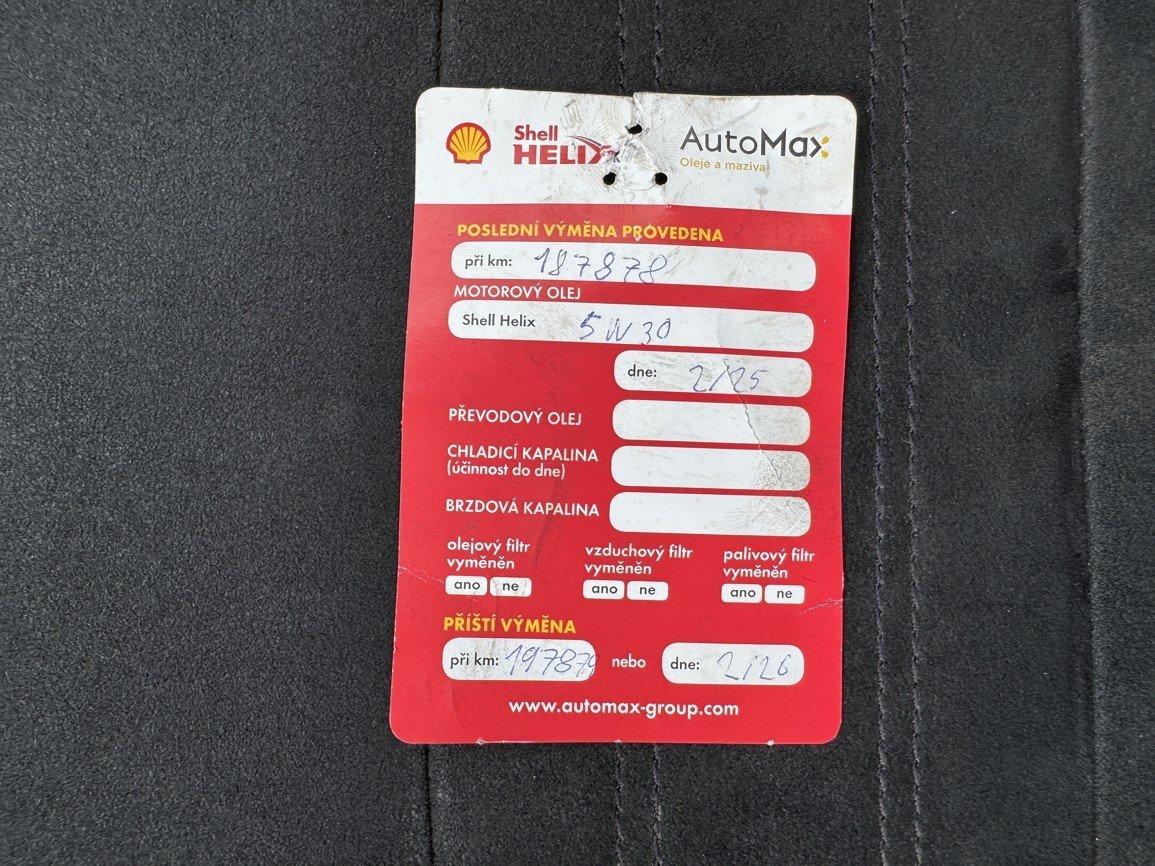 Shell
HELIX
AutoMax
Oleje a maziva
POSLEDNÍ VÝMĚNA PROVEDENA
při km: 187878
MOTOROVÝ OLEJ
Shell Helix 5W30
dne: 2/25
PŘEVODOVÝ OLEJ
CHLADICÍ KAPALINA
(účinnost do dne)
BRZDOVÁ KAPALINA
olejový filtr vyměněn
ano ne
vzduchový filtr vyměněn
ano ne
palivový filtr vyměněn
ano ne
PŘÍŠTÍ VÝMĚNA
při km: 197879 nebo dne: 2/26
www.automax-group.com